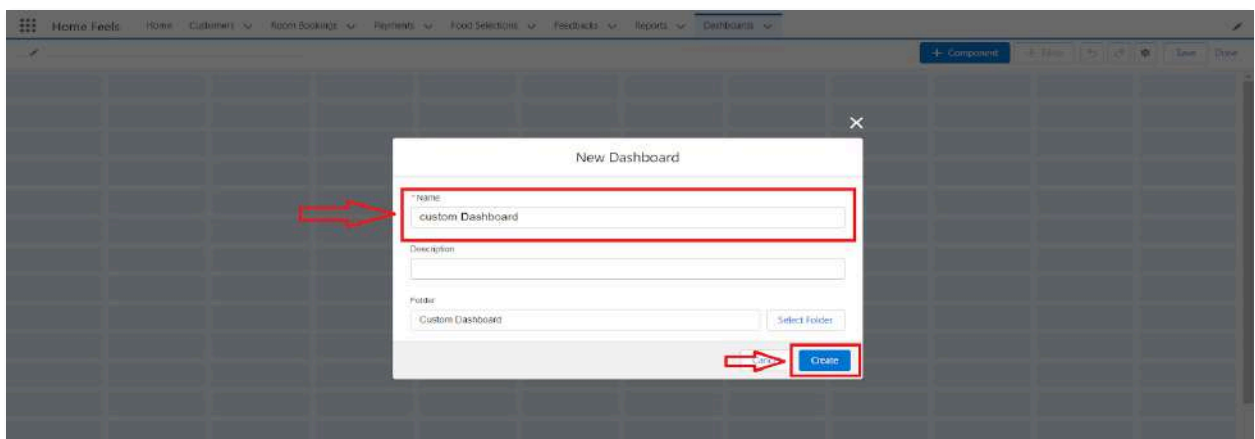 Home Feels Home Customers Room Bookings Payments Food Selections Feedbacks Reports Dashboards
+ Component + Filter Save Done
New Dashboard
* Name
custom Dashboard
Description
Folder
Custom Dashboard Select Folder
Create